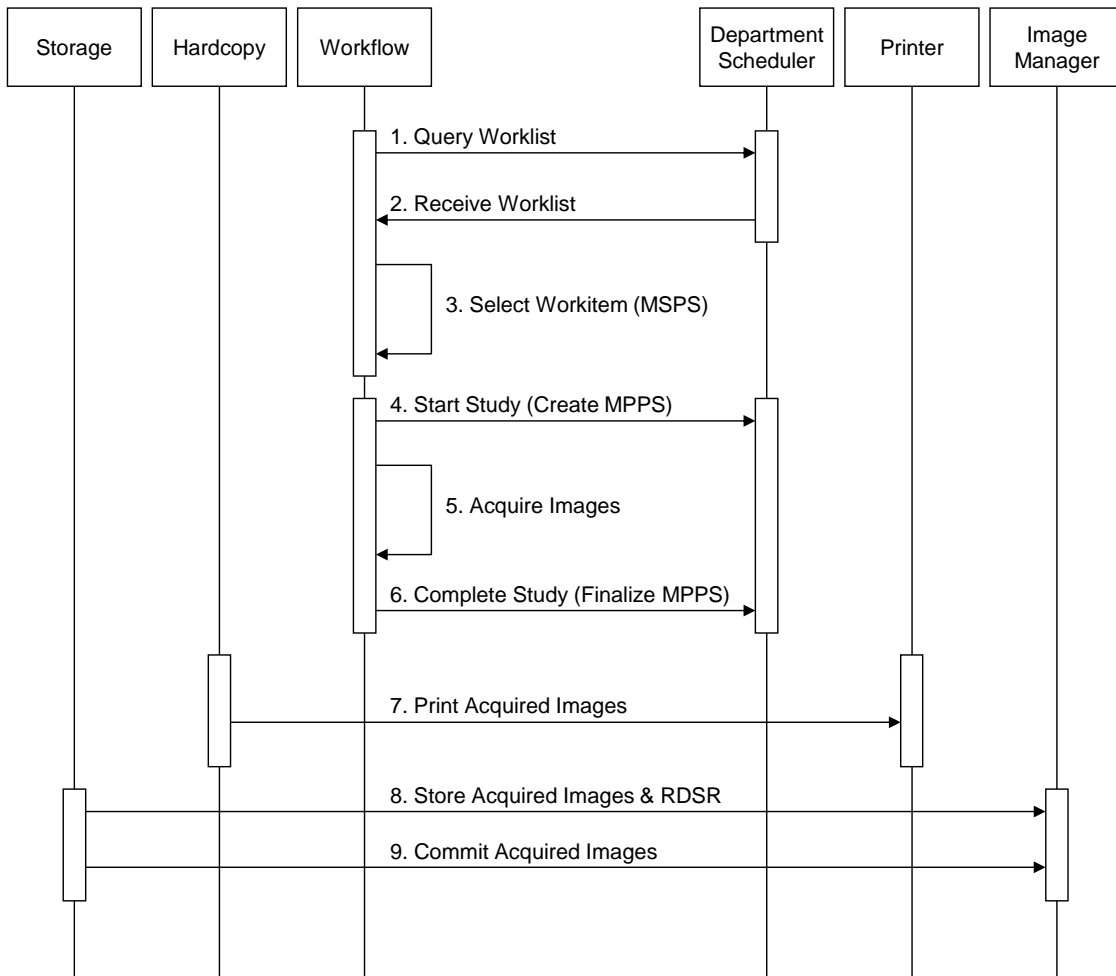 Storage
Hardcopy
Workflow
Department
Scheduler
Printer
Image
Manager
1. Query Worklist
2. Receive Worklist
3. Select Workitem (MSPS)
4. Start Study (Create MPPS)
5. Acquire Images
6. Complete Study (Finalize MPPS)
7. Print Acquired Images
8. Store Acquired Images & RDSR
9. Commit Acquired Images